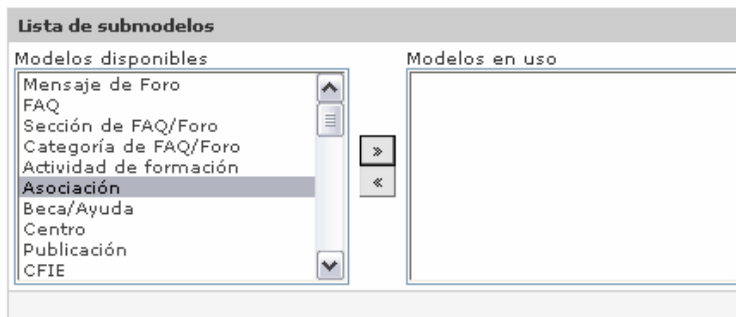 Lista de submodelos
Modelos disponibles
Modelos en uso
Mensaje de Foro
FAQ
Sección de FAQ/Foro
Categoría de FAQ/Foro
Actividad de formación
Asociación
Beca/Ayuda
Centro
Publicación
CFIE
»
«